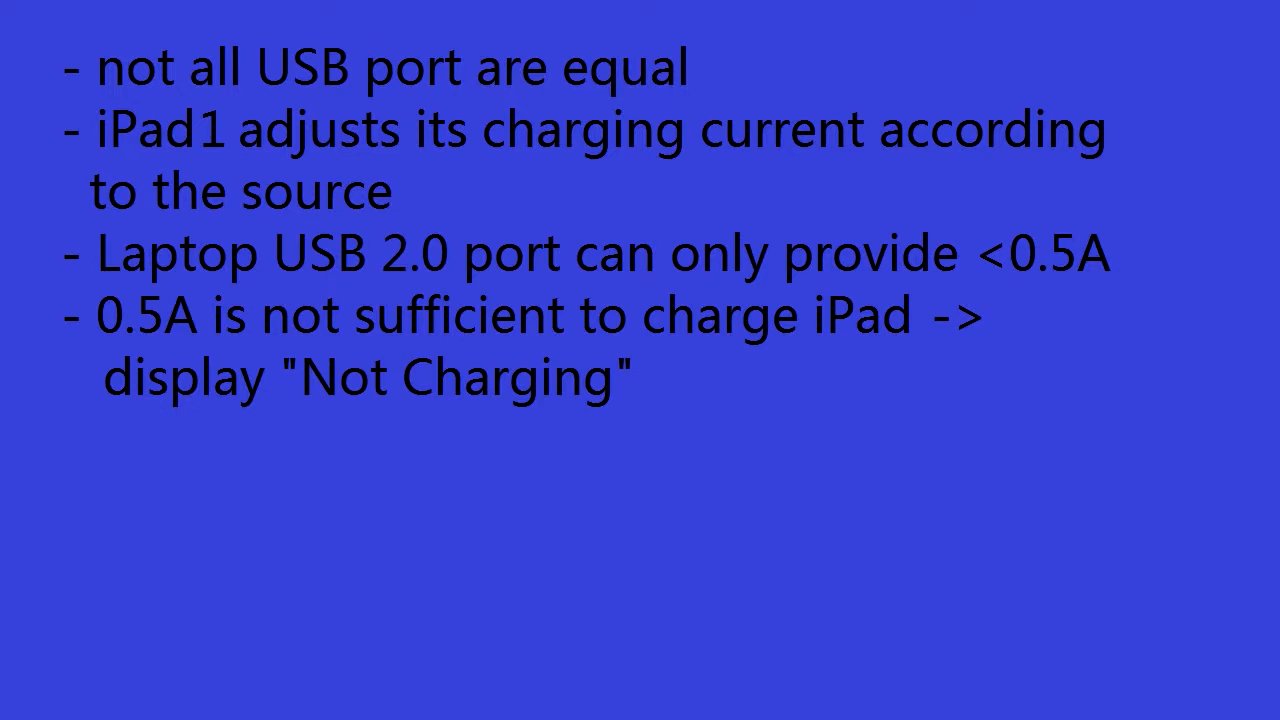 - not all USB port are equal
- iPad1 adjusts its charging current according
to the source
- Laptop USB 2.0 port can only provide <0.5A
- 0.5A is not sufficient to charge iPad ->
display "Not Charging"